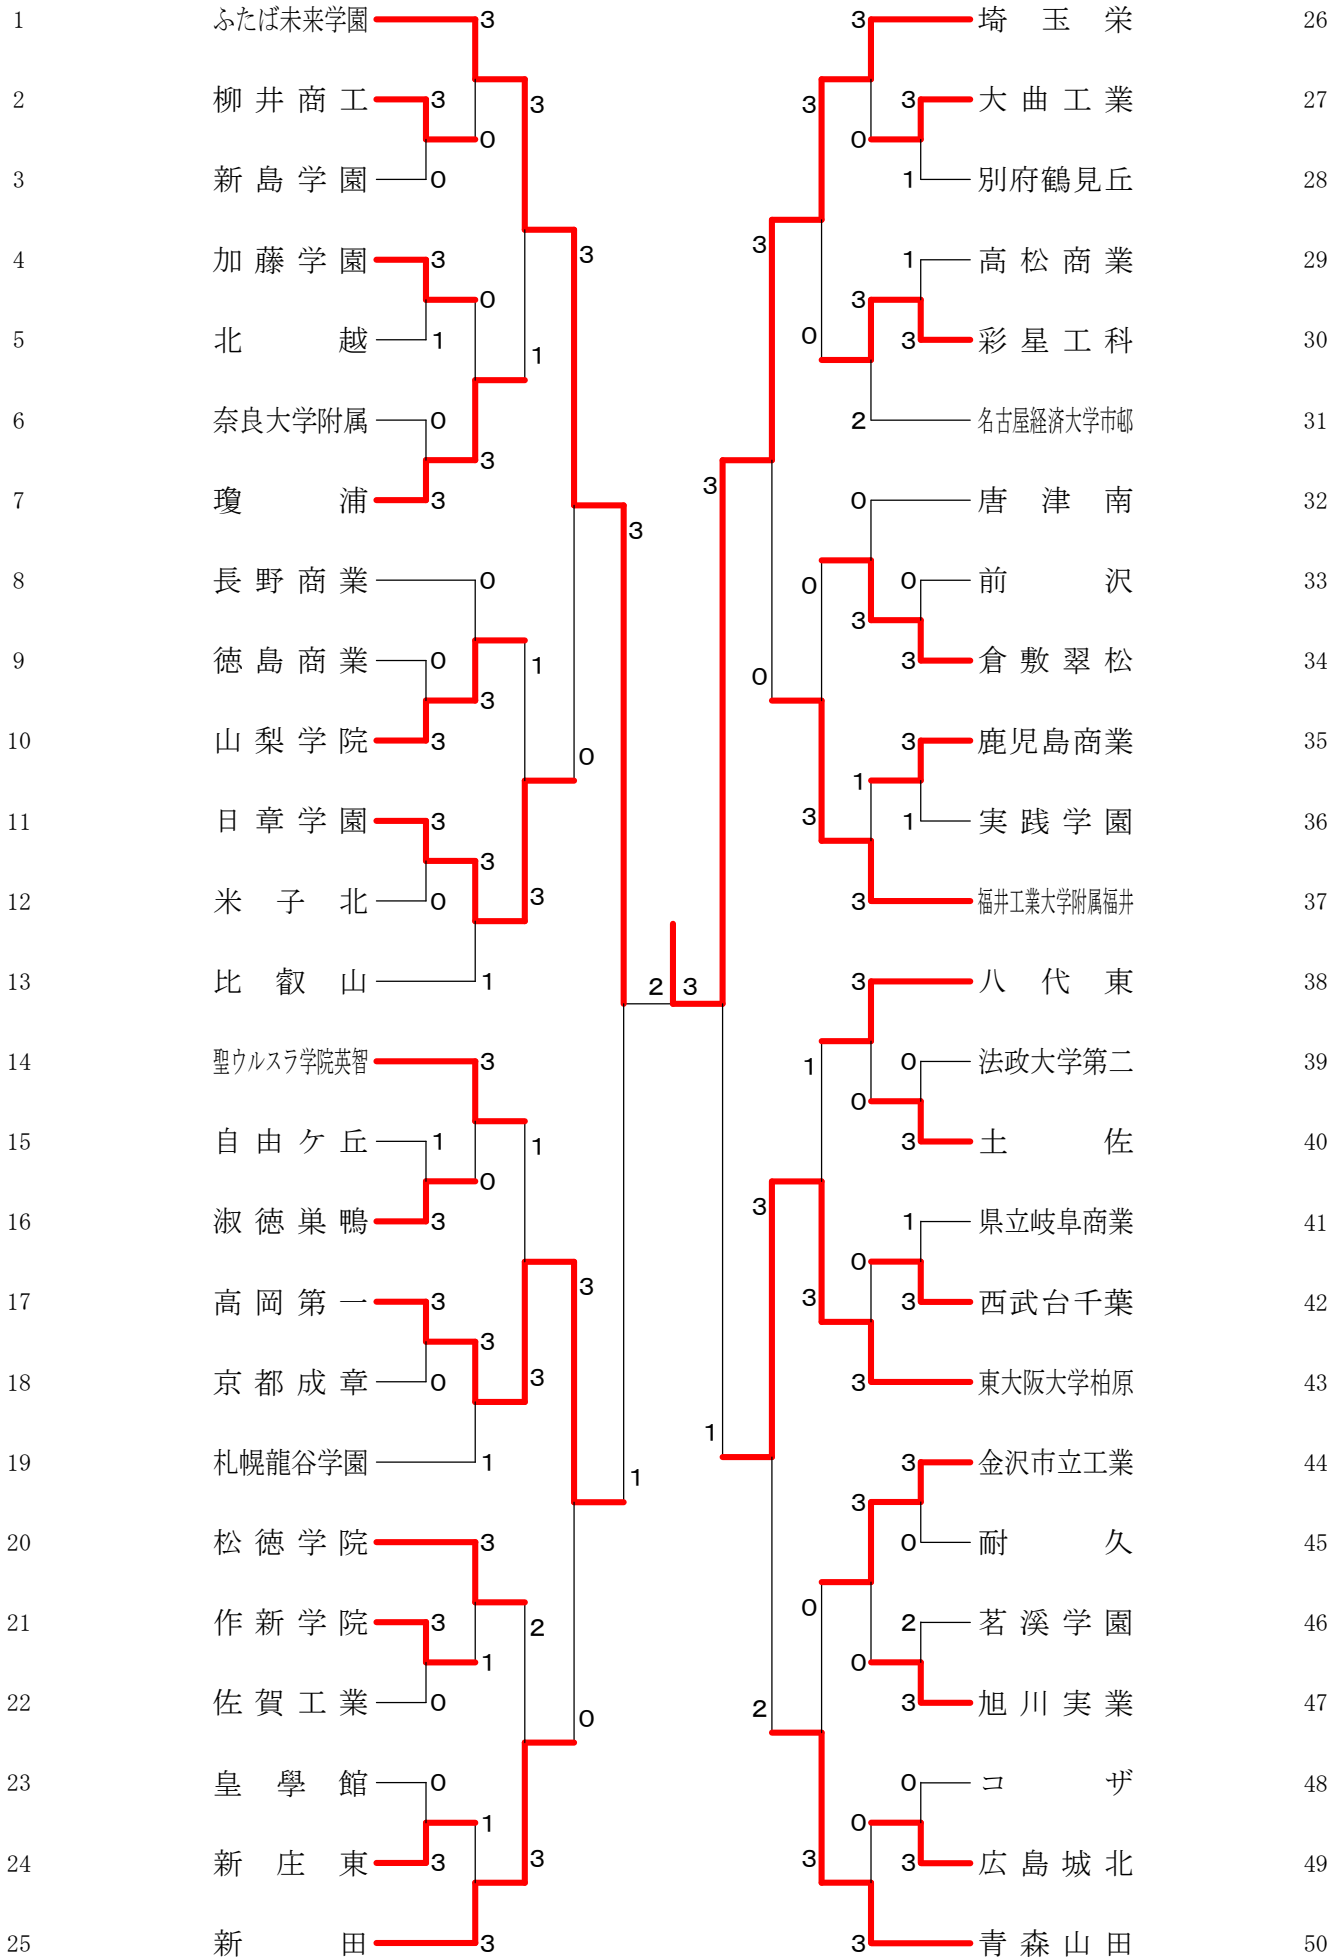 1 ふたば未来学園 3 3 埼玉栄 26
2 柳井商工 3 3 3 3 大曲工業 27
0 0
3 新島学園 0 1 別府鶴見丘 28
4 加藤学園 3 3 3 1 高松商業 29
0 3
5 北越 1 1 0 3 彩星工科 30
6 奈良大学附属 0 2 名古屋経済大学市邨 31
3 3
7 瓊浦 3 0 唐津南 32
3
8 長野商業 0 0 0 前沢 33
3
9 徳島商業 0 1 0 3 倉敷翠松 34
3
10 山梨学院 3 0 3 鹿児島商業 35
1
11 日章学園 3 3 1 実践学園 36
3
12 米子北 0 3 3 福井工業大学附属福井 37
13 比叡山 1 2 3 3 八代東 38
14 聖ウルスラ学院英智 3 1 0 法政大学第二 39
0
15 自由ケ丘 1 1 3 土佐 40
0
16 淑徳巣鴨 3 3 1 県立岐阜商業 41
0
17 高岡第一 3 3 3 3 西武台千葉 42
3
18 京都成章 0 3 3 東大阪大学柏原 43
1
19 札幌龍谷学園 1 1 3 金沢市立工業 44
3
20 松徳学院 3 0 耐久 45
21 作新学院 3 2 0 2 茗溪学園 46
1 0
22 佐賀工業 0 0 2 3 旭川実業 47
23 皇學館 0 0 コザ 48
1 0
24 新庄東 3 3 3 3 広島城北 49
25 新田 3 3 青森山田 50